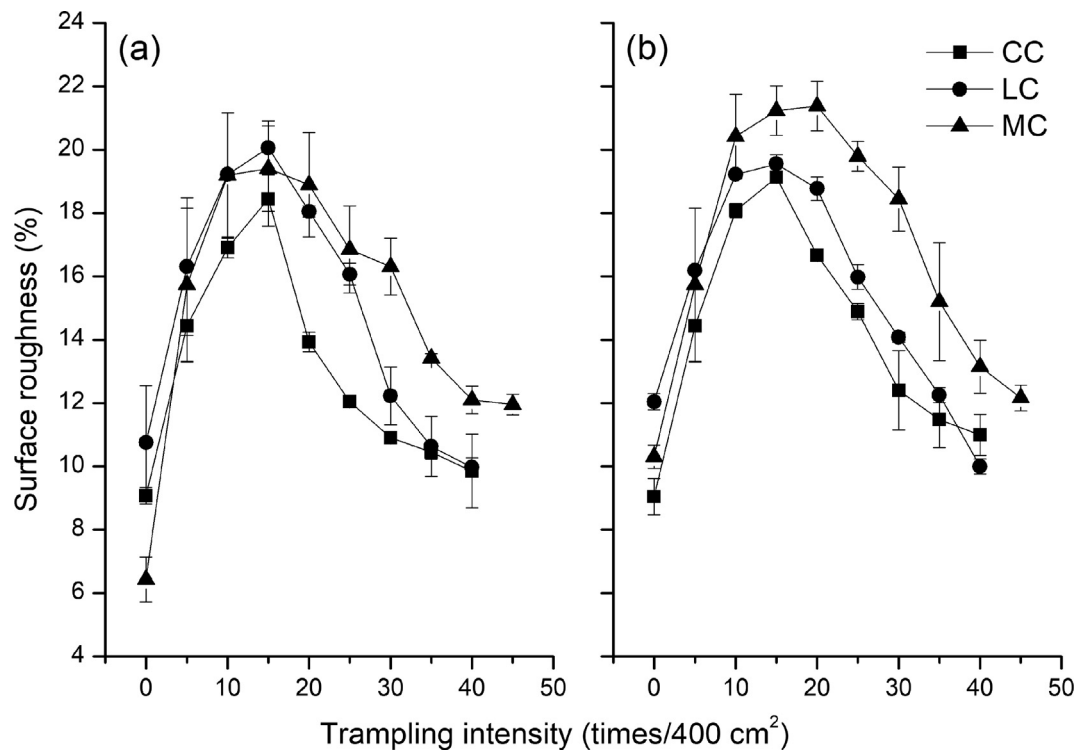 (a)
(b)
CC
LC
MC
24
22
20
18
16
14
12
10
8
6
4
Surface roughness (%)
0 10 20 30 40 50
0 10 20 30 40 50
Trampling intensity (times/400 cm²)